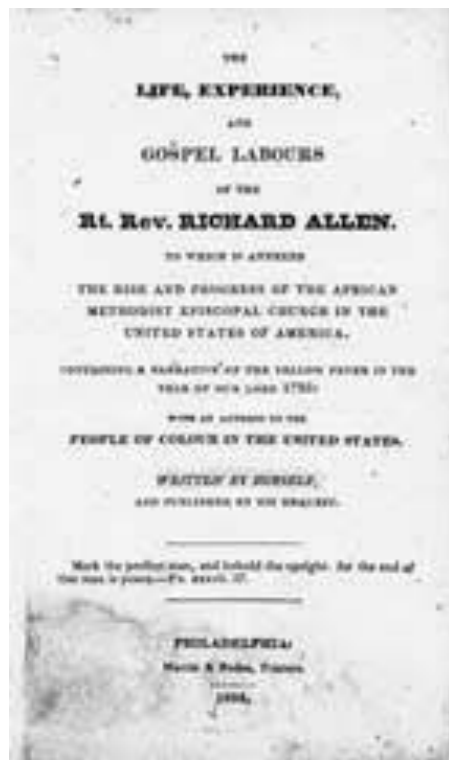 THE
LIFE, EXPERIENCE,
AND
GOSPEL LABOURS
OF THE
Rt. Rev. RICHARD ALLEN.
TO WHICH IS ANNEXED
THE RISE AND PROGRESS OF THE AFRICAN
METHODIST EPISCOPAL CHURCH IN THE
UNITED STATES OF AMERICA.
CONTAINING A NARRATIVE OF THE YELLOW FEVER IN THE
YEAR OF OUR LORD 1793:
WITH AN ADDRESS TO THE
PEOPLE OF COLOUR IN THE UNITED STATES.
WRITTEN BY HIMSELF,
AND PUBLISHED BY HIS REQUEST.
Mark the perfect man, and behold the upright: for the end of
that man is peace.—Ps. xxxvii. 37.
PHILADELPHIA:
Printers.